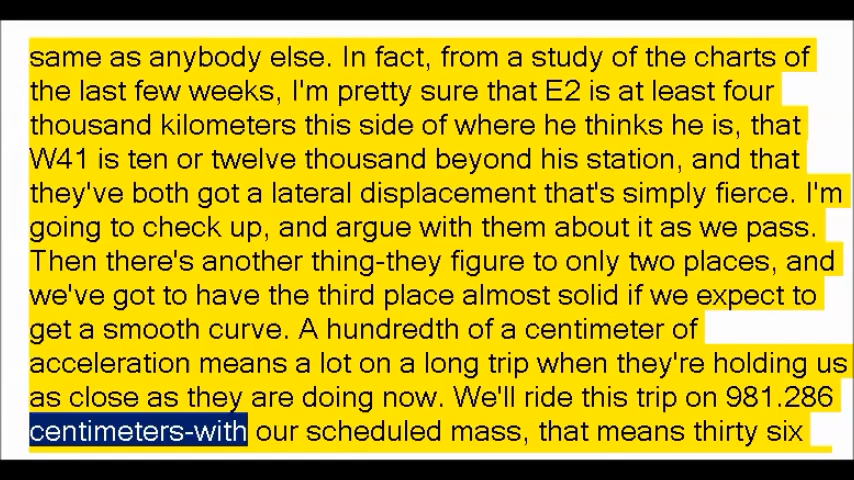 same as anybody else. In fact, from a study of the charts of
the last few weeks, I'm pretty sure that E2 is at least four
thousand kilometers this side of where he thinks he is, that
W41 is ten or twelve thousand beyond his station, and that
they've both got a lateral displacement that's simply fierce. I'm
going to check up, and argue with them about it as we pass.
Then there's another thing-they figure to only two places, and
we've got to have the third place almost solid if we expect to
get a smooth curve. A hundredth of a centimeter of
acceleration means a lot on a long trip when they're holding us
as close as they are doing now. We'll ride this trip on 981.286
centimeters-with our scheduled mass, that means thirty six